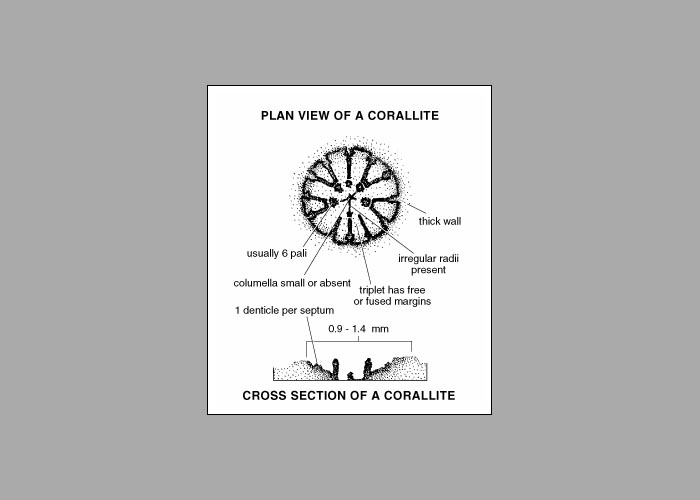 PLAN VIEW OF A CORALLITE
thick wall
usually 6 pali
irregular radii
present
columella small or absent
triplet has free
or fused margins
1 denticle per septum
0.9 - 1.4 mm
CROSS SECTION OF A CORALLITE